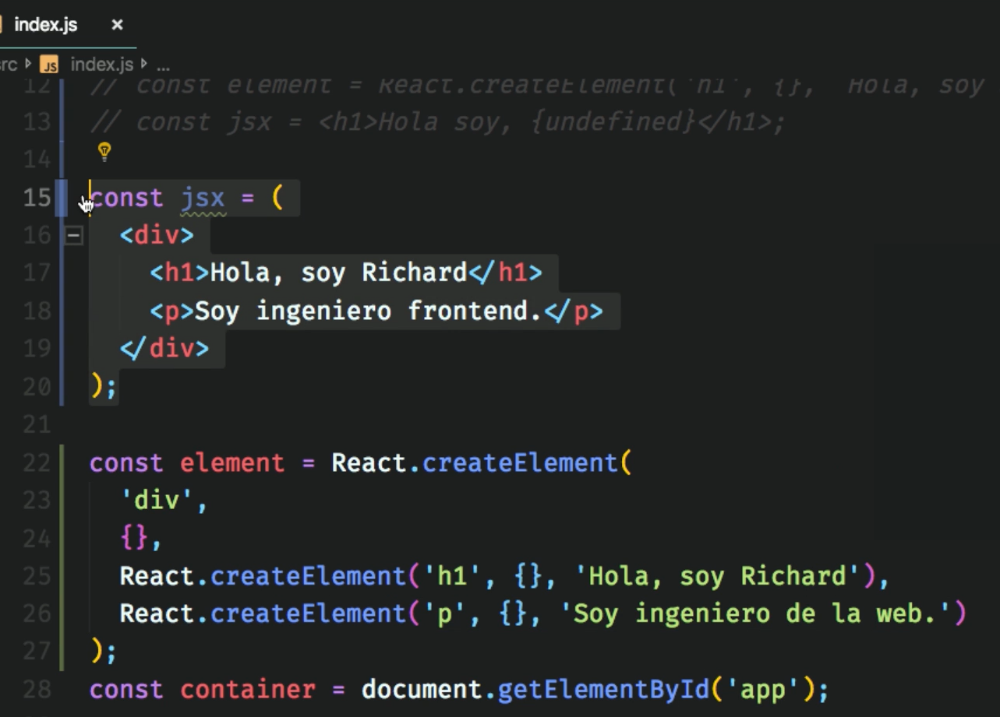 index.js ×
src index.js ...
12 // const element = React.createElement('h1', {}, 'Hola, soy
13 // const jsx = <h1>Hola soy, {undefined}</h1>;
14
15 const jsx = (
16 <div>
17 <h1>Hola, soy Richard</h1>
18 <p>Soy ingeniero frontend.</p>
19 </div>
20 );
21
22 const element = React.createElement(
23 'div',
24 {},
25 React.createElement('h1', {}, 'Hola, soy Richard'),
26 React.createElement('p', {}, 'Soy ingeniero de la web.')
27 );
28 const container = document.getElementById('app');